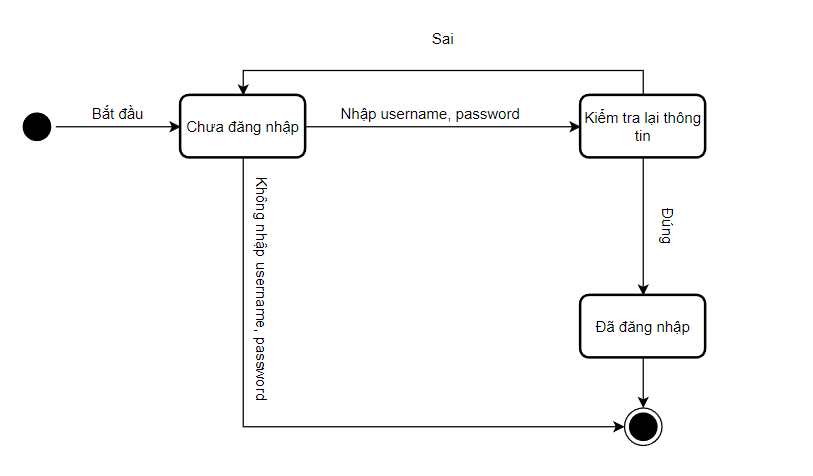 Sai
Bắt đầu
Chưa đăng nhập
Nhập username, password
Kiểm tra lại thông
tin
Không nhập username, password
Đúng
Đã đăng nhập